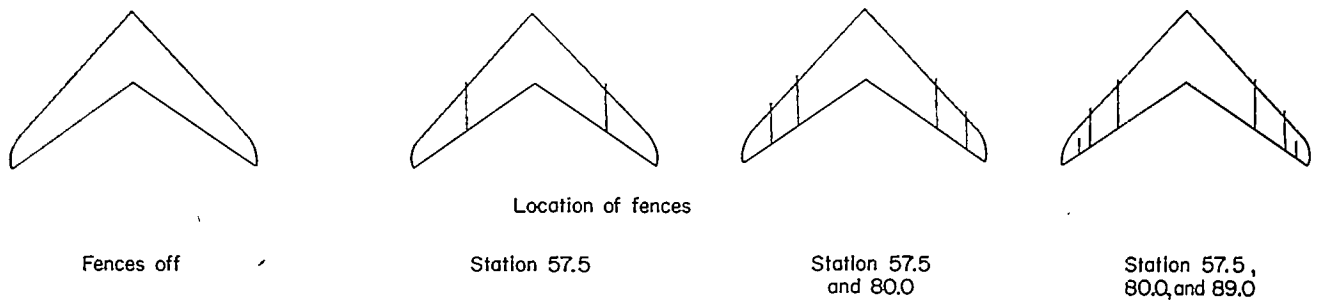 Location of fences
Fences off
Station 57.5
Station 57.5
and 80.0
Station 57.5,
80.0, and 89.0